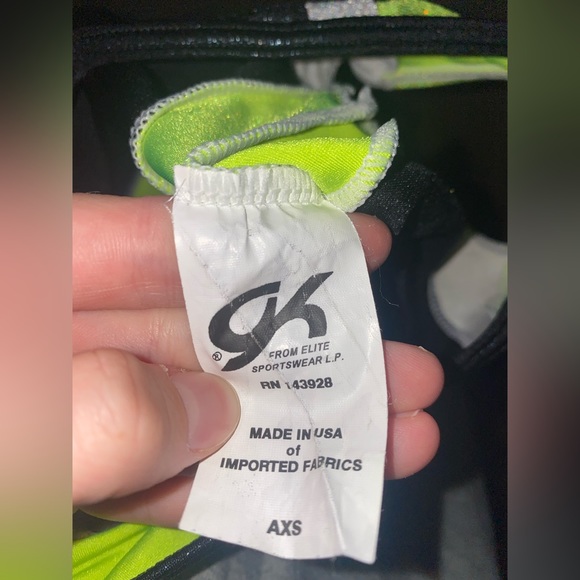 GK
® FROM ELITE
SPORTSWEAR L.P.
RN 143928
MADE IN USA
of
IMPORTED FABRICS
AXS